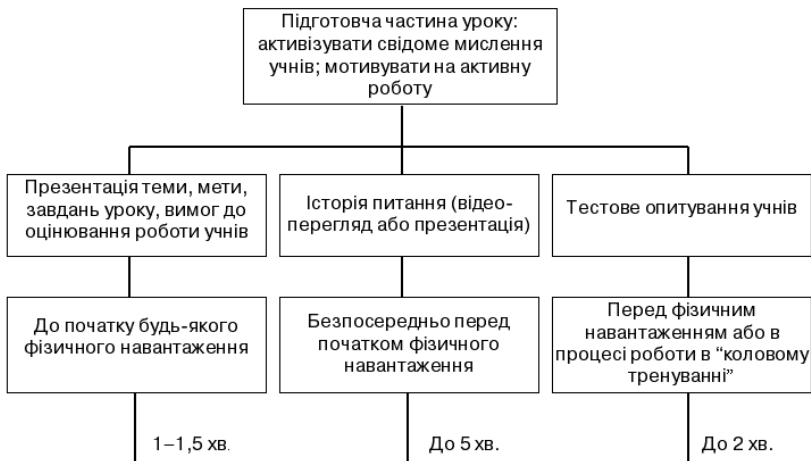 Підготовча частина уроку:
активізувати свідоме мислення
учнів; мотивувати на активну
роботу
Презентація теми, мети,
завдань уроку, вимог до
оцінювання роботи учнів
Історія питання (відео-
перегляд або презентація)
Тестове опитування учнів
До початку будь-якого
фізичного навантаження
Безпосередньо перед
початком фізичного
навантаження
Перед фізичним
навантаженням або в
процесі роботи в “коловому
тренуванні”
1–1,5 хв.
До 5 хв.
До 2 хв.